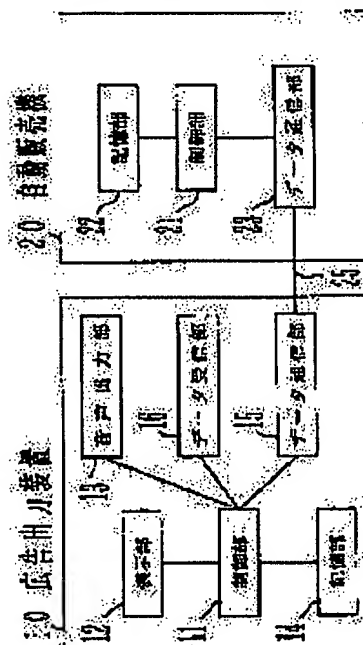 10 広告出力装置
20 自動販売機
13
音声出力部
12
表示部
16
データ受信部
22
記憶部
11
制御部
21
制御部
15
データ通信部
23
データ通信部
14
記憶部
25